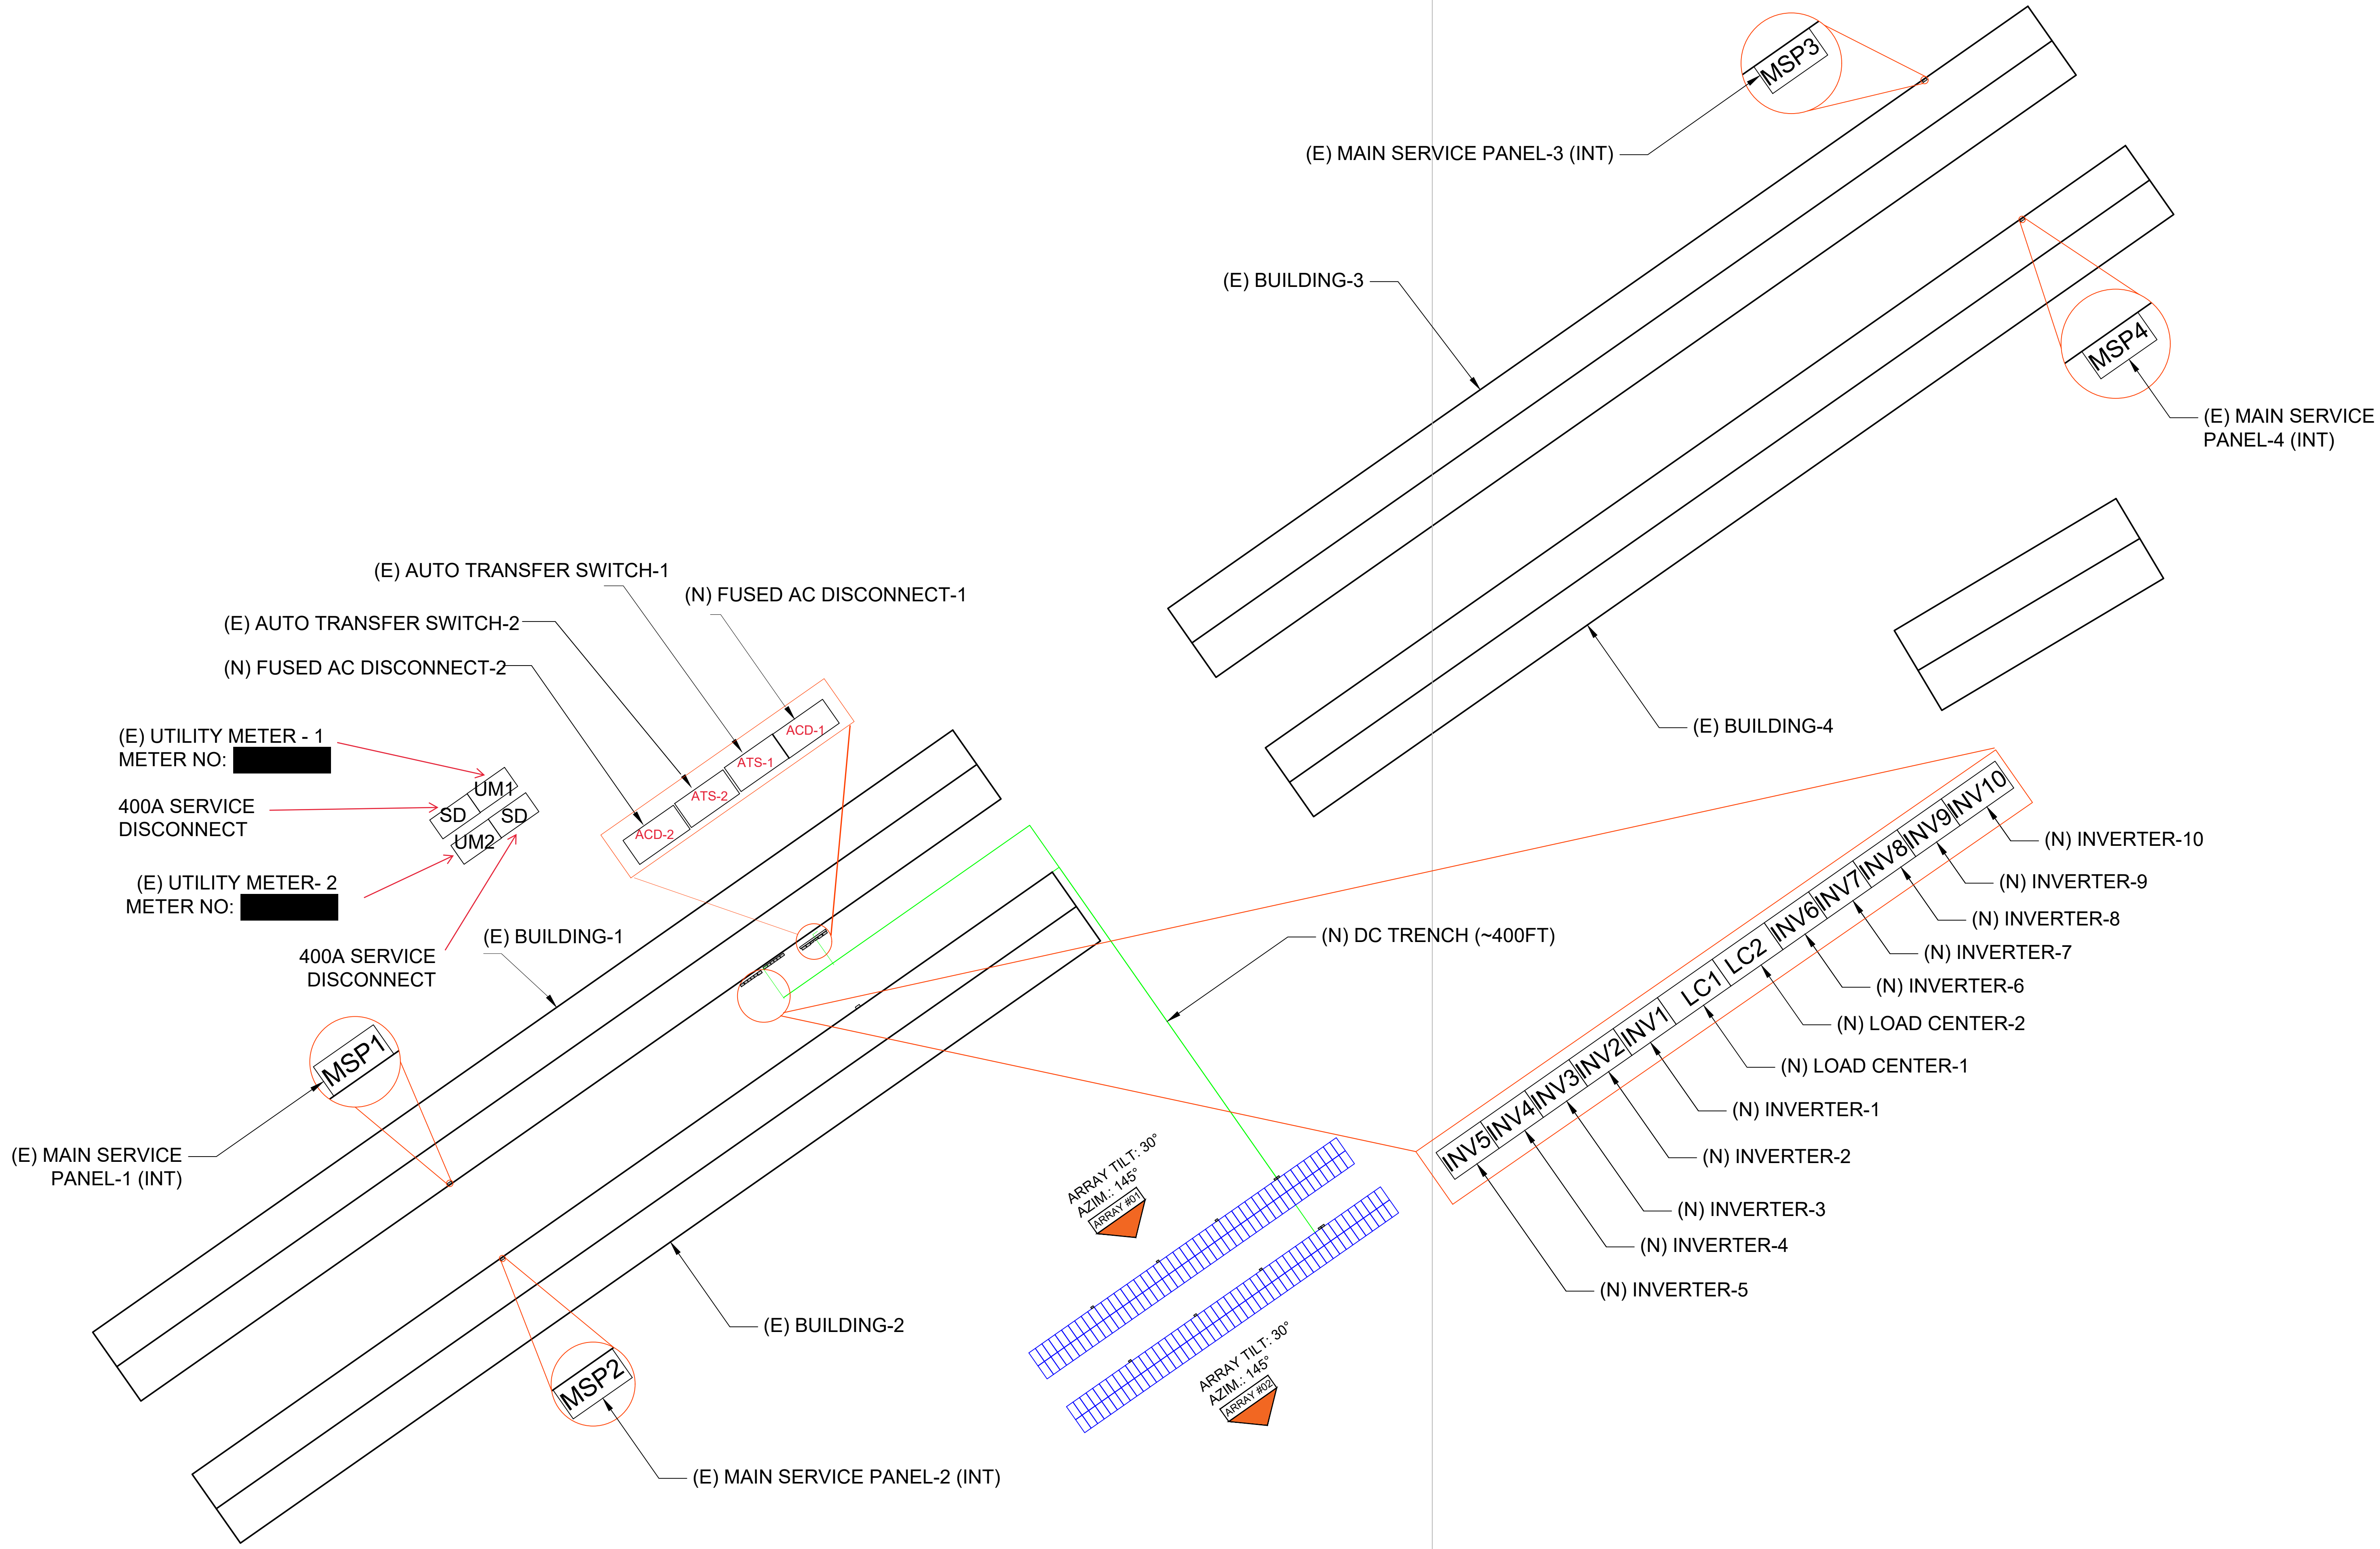 MSP3
(E) MAIN SERVICE PANEL-3 (INT)
(E) BUILDING-3
MSP4
(E) MAIN SERVICE
PANEL-4 (INT)
(E) BUILDING-4
(E) AUTO TRANSFER SWITCH-1
(N) FUSED AC DISCONNECT-1
(E) AUTO TRANSFER SWITCH-2
(N) FUSED AC DISCONNECT-2
ACD-1
ATS-1
ATS-2
ACD-2
(E) UTILITY METER - 1
METER NO:
400A SERVICE
DISCONNECT
UM1
SD
SD
UM2
(E) UTILITY METER- 2
METER NO:
400A SERVICE
DISCONNECT
(E) BUILDING-1
MSP1
(E) MAIN SERVICE
PANEL-1 (INT)
(E) BUILDING-2
MSP2
(E) MAIN SERVICE PANEL-2 (INT)
(N) DC TRENCH (~400FT)
ARRAY TILT: 30°
AZIM.: 145°
ARRAY #01
ARRAY TILT: 30°
AZIM.: 145°
ARRAY #02
INV10
INV9
INV8
INV7
INV6
LC2
LC1
INV1
INV2
INV3
INV4
INV5
(N) INVERTER-10
(N) INVERTER-9
(N) INVERTER-8
(N) INVERTER-7
(N) INVERTER-6
(N) LOAD CENTER-2
(N) LOAD CENTER-1
(N) INVERTER-1
(N) INVERTER-2
(N) INVERTER-3
(N) INVERTER-4
(N) INVERTER-5